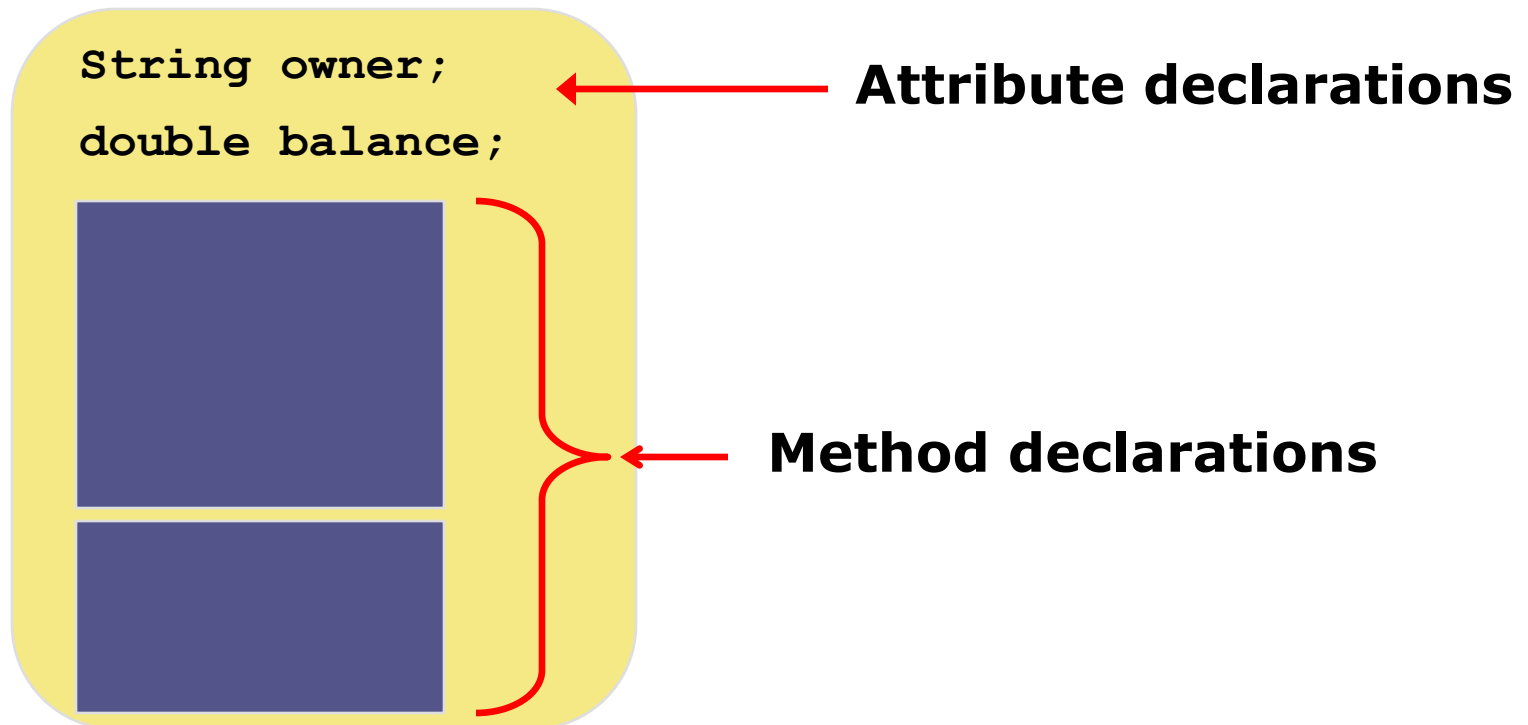 String owner;
Attribute declarations
double balance;
Method declarations